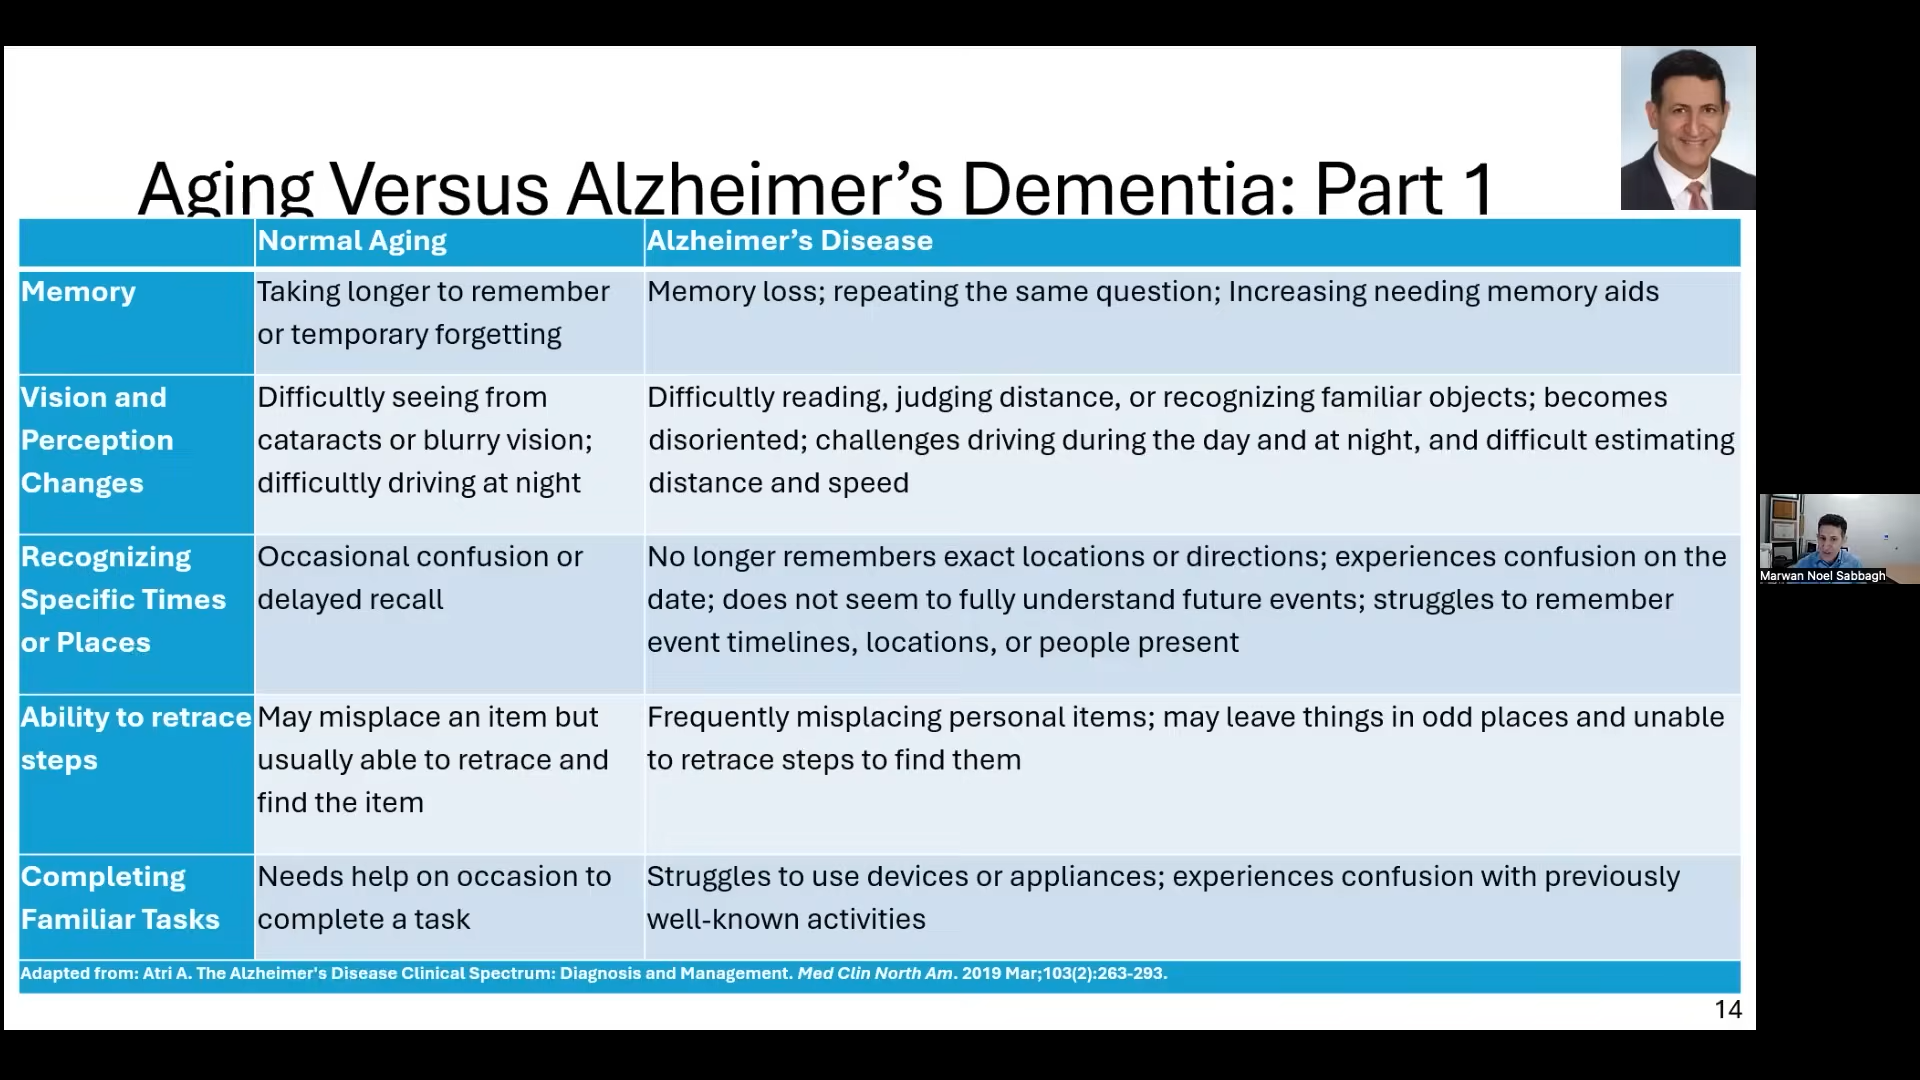 Aging Versus Alzheimer's Dementia: Part 1
Normal Aging
Alzheimer's Disease
Memory
Taking longer to remember
or temporary forgetting
Memory loss; repeating the same question; Increasing needing memory aids
Vision and
Perception
Changes
Difficultly seeing from
cataracts or blurry vision;
difficultly driving at night
Difficultly reading, judging distance, or recognizing familiar objects; becomes
disoriented; challenges driving during the day and at night, and difficult estimating
distance and speed
Recognizing
Specific Times
or Places
Occasional confusion or
delayed recall
No longer remembers exact locations or directions; experiences confusion on the
date; does not seem to fully understand future events; struggles to remember
event timelines, locations, or people present
Ability to retrace
steps
May misplace an item but
usually able to retrace and
find the item
Frequently misplacing personal items; may leave things in odd places and unable
to retrace steps to find them
Completing
Familiar Tasks
Needs help on occasion to
complete a task
Struggles to use devices or appliances; experiences confusion with previously
well-known activities
Adapted from: Atri A. The Alzheimer's Disease Clinical Spectrum: Diagnosis and Management. Med Clin North Am. 2019 Mar;103(2):263-293.
14
Marwan Noel Sabbagh